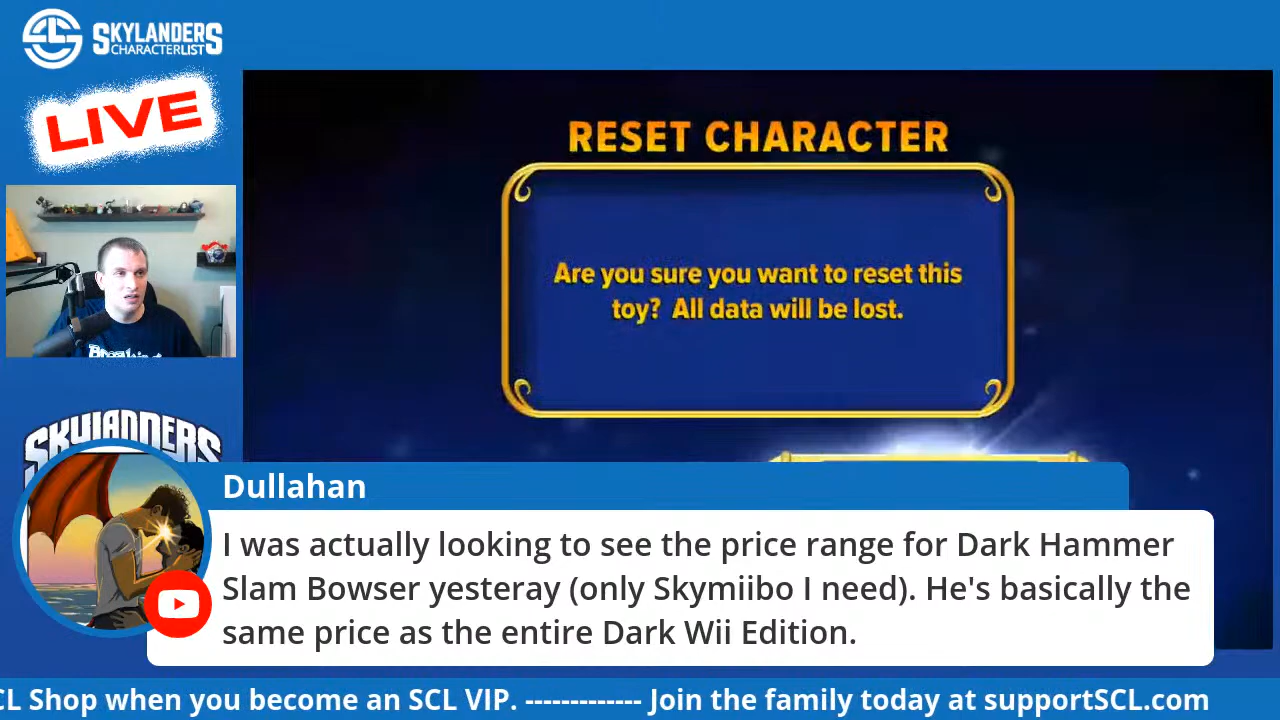 SKYLANDERS
CHARACTERLIST
LIVE
RESET CHARACTER
Are you sure you want to reset this
toy? All data will be lost.
SKYLANDERS
Dullahan
I was actually looking to see the price range for Dark Hammer
Slam Bowser yesteray (only Skymiibo I need). He's basically the
same price as the entire Dark Wii Edition.
CL Shop when you become an SCL VIP. ------------- Join the family today at supportSCL.com